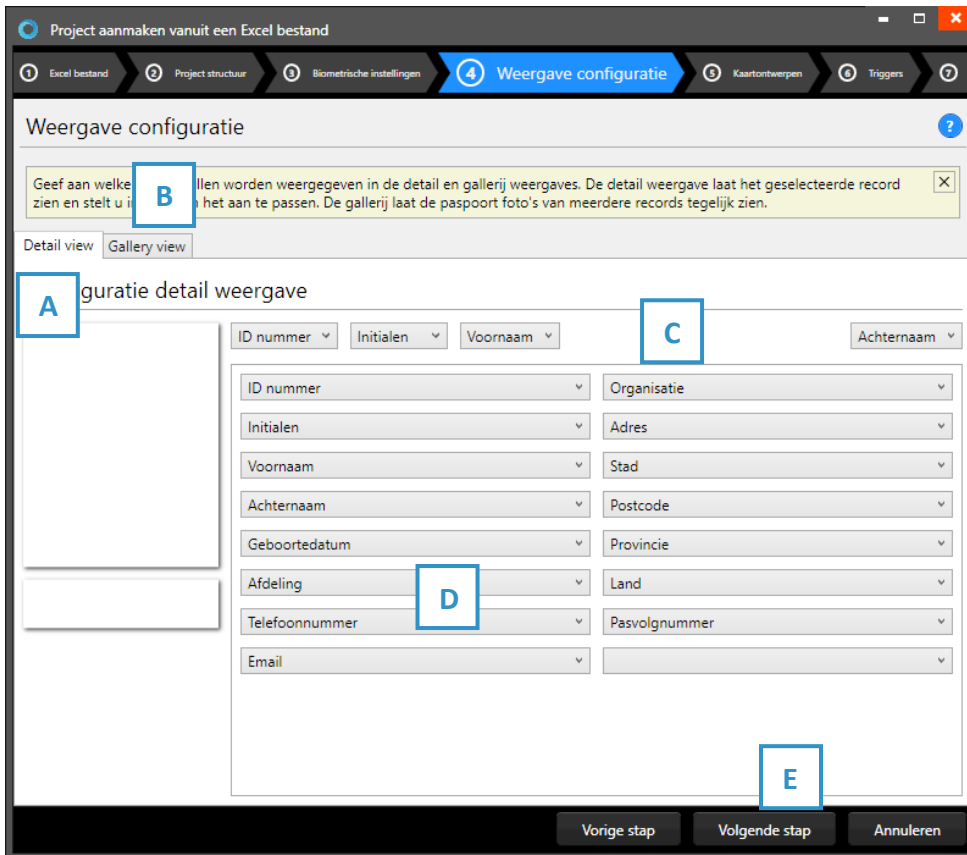 Project aanmaken vanuit een Excel bestand
1 Excel bestand 2 Project structuur 3 Biometrische instellingen 4 Weergave configuratie 5 Kaartontwerpen 6 Triggers 7
Weergave configuratie ?
Geef aan welke llen worden weergegeven in de detail en gallerij weergaves. De detail weergave laat het geselecteerde record
B
zien en stelt u i het aan te passen. De gallerij laat de paspoort foto's van meerdere records tegelijk zien.
Detail view Gallery view
A guratie detail weergave
C
ID nummer Initialen Voornaam Achternaam
ID nummer Organisatie
Initialen Adres
Voornaam Stad
Achternaam Postcode
Geboortedatum Provincie
Afdeling Land
D
Telefoonnummer Pasvolgnummer
Email
E
Vorige stap Volgende stap Annuleren